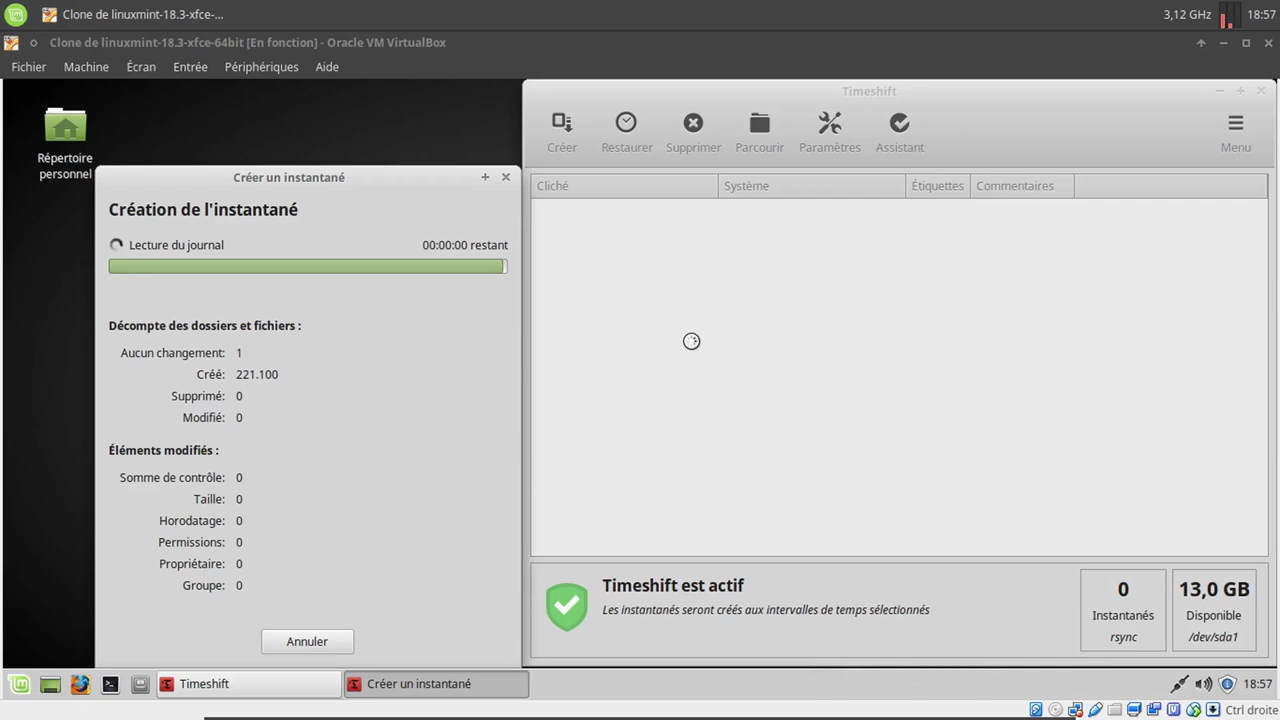 Clone de linuxmint-18.3-xfce-...
3,12 GHz
18:57
Clone de linuxmint-18.3-xfce-64bit [En fonction] - Oracle VM VirtualBox
Fichier Machine Écran Entrée Périphériques Aide
Répertoire
personnel
Timeshift
Créer Restaurer Supprimer Parcourir Paramètres Assistant Menu
Cliché Système Étiquettes Commentaires
Créer un instantané
Création de l'instantané
Lecture du journal 00:00:00 restant
Décompte des dossiers et fichiers :
Aucun changement: 1
Créé: 221.100
Supprimé: 0
Modifié: 0
Éléments modifiés :
Somme de contrôle: 0
Taille: 0
Horodatage: 0
Permissions: 0
Propriétaire: 0
Groupe: 0
Annuler
Timeshift est actif
Les instantanés seront créés aux intervalles de temps sélectionnés
0
Instantanés
rsync
13,0 GB
Disponible
/dev/sda1
Timeshift
Créer un instantané
18:57
Ctrl droite